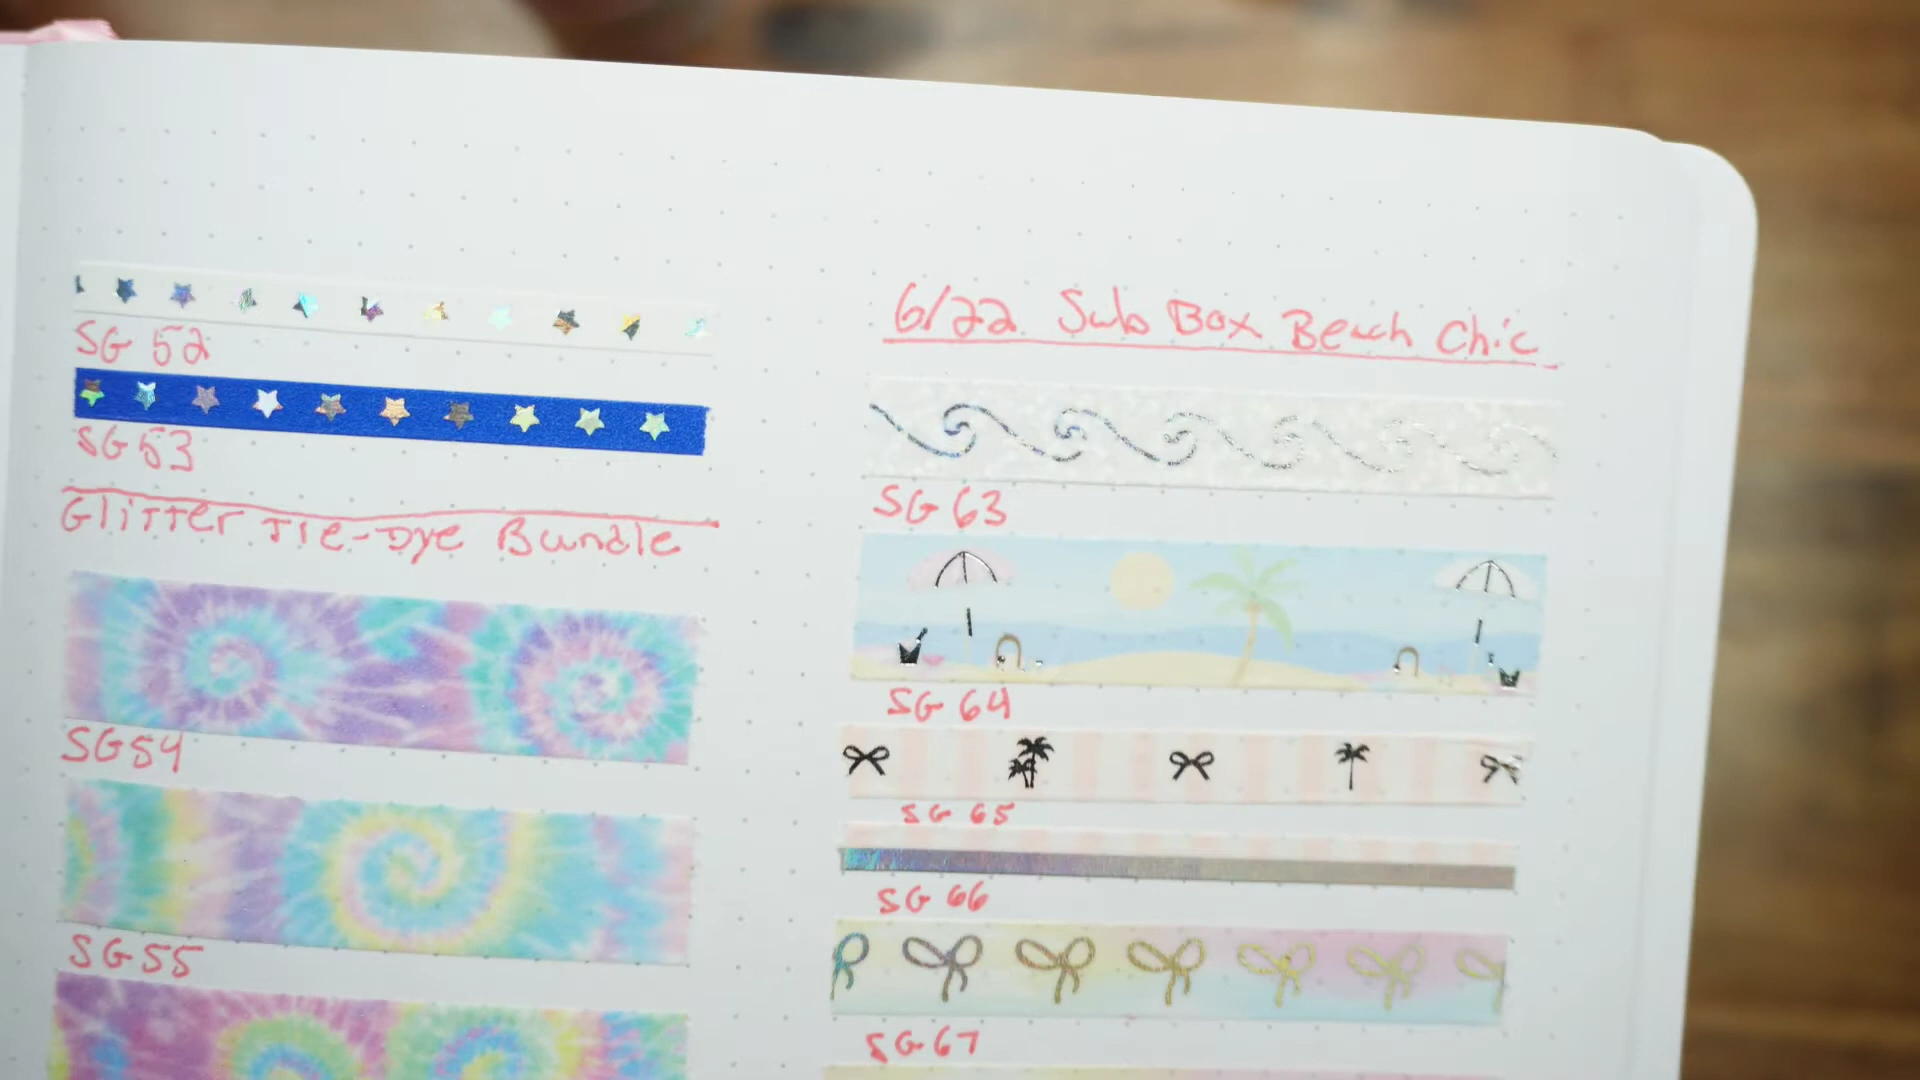 SG 52
SG 53
Glitter Tie-Dye Bundle
SG54
SG55
6/22 Sub Box Beach Chic
SG 63
SG 64
SG 65
SG 66
SG 67